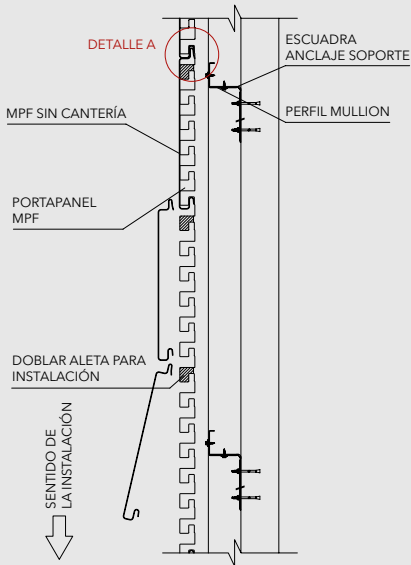 DETALLE A
ESCUADRA
ANCLAJE SOPORTE
MPF SIN CANTERÍA
PERFIL MULLION
PORTAPANEL
MPF
DOBLAR ALETA PARA
INSTALACIÓN
SENTIDO DE
LA INSTALACIÓN